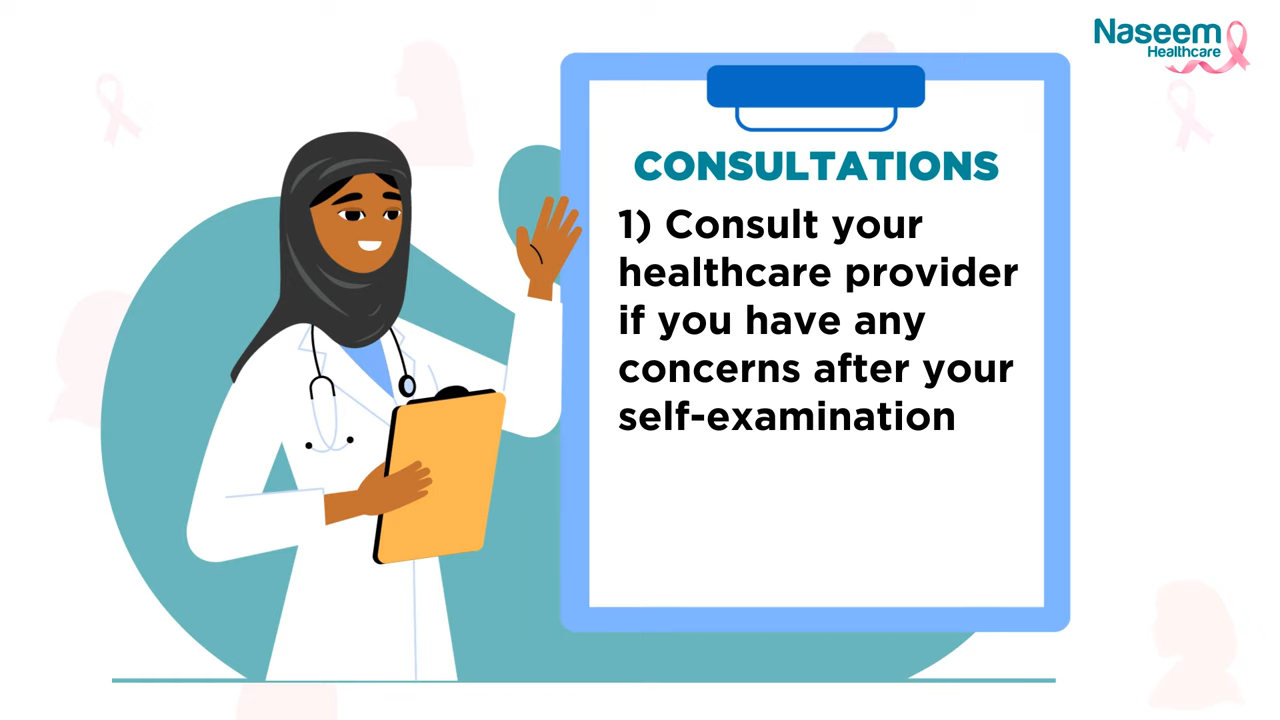 Naseem
Healthcare
CONSULTATIONS
1) Consult your
healthcare provider
if you have any
concerns after your
self-examination